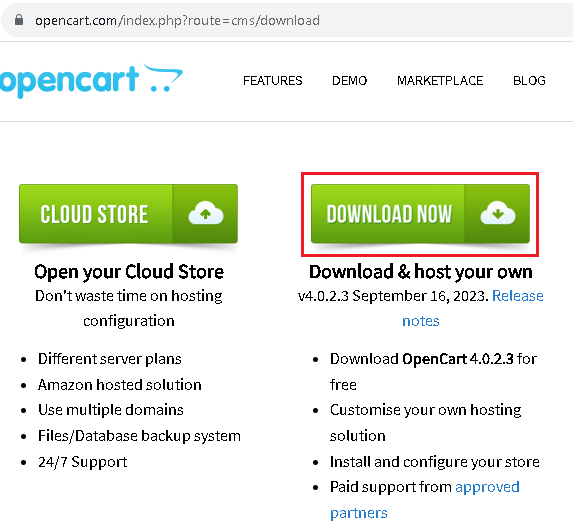 opencart.com/index.php?route=cms/download
opencart
FEATURES DEMO MARKETPLACE BLOG
CLOUD STORE
Open your Cloud Store
Don't waste time on hosting
configuration
• Different server plans
• Amazon hosted solution
• Use multiple domains
• Files/Database backup system
• 24/7 Support
DOWNLOAD NOW
Download & host your own
v4.0.2.3 September 16, 2023. Release
notes
• Download OpenCart 4.0.2.3 for
free
• Customise your own hosting
solution
• Install and configure your store
• Paid support from approved
partners